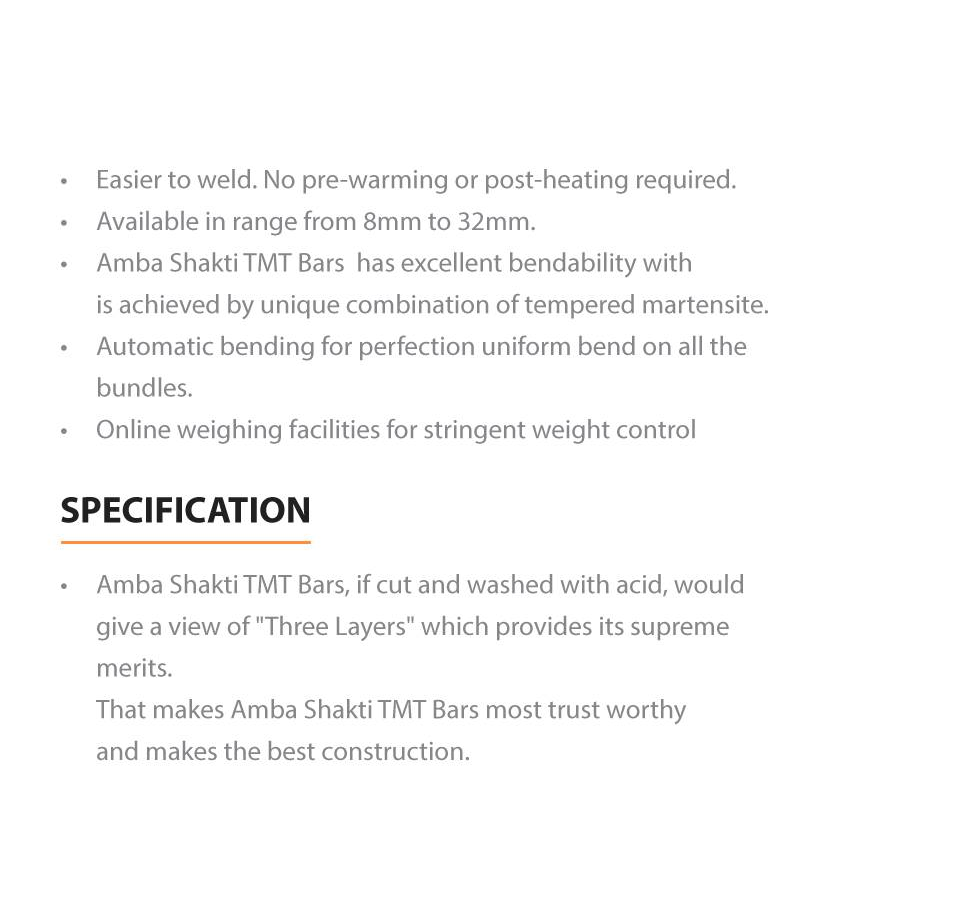 • Easier to weld. No pre-warming or post-heating required.
• Available in range from 8mm to 32mm.
• Amba Shakti TMT Bars  has excellent bendability with
is achieved by unique combination of tempered martensite.
• Automatic bending for perfection uniform bend on all the
bundles.
• Online weighing facilities for stringent weight control
SPECIFICATION
• Amba Shakti TMT Bars, if cut and washed with acid, would
give a view of "Three Layers" which provides its supreme
merits.
That makes Amba Shakti TMT Bars most trust worthy
and makes the best construction.